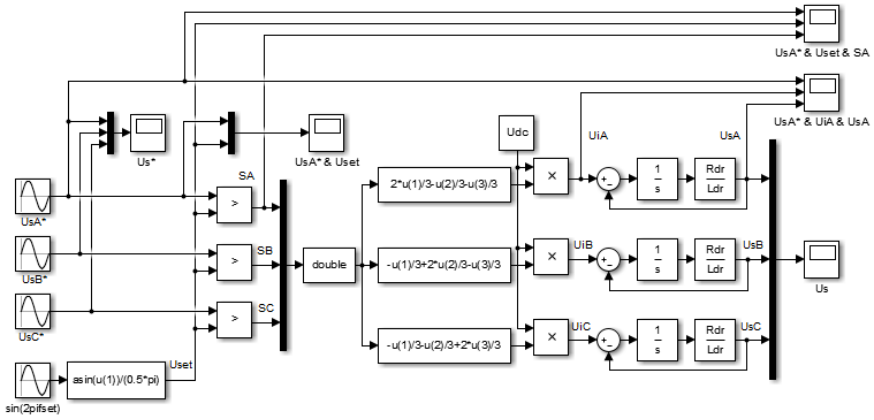 UsA* & Uset & SA
UsA* & UiA & UsA
Us*
UsA* & Uset
Udc
UiA
UsA
SA
UsA*
>
2*u(1)/3-u(2)/3-u(3)/3
×
+
-
1
s
Rdr
Ldr
UsB*
SB
>
double
-u(1)/3+2*u(2)/3-u(3)/3
×
UiB
+
-
1
s
Rdr
Ldr
UsB
Us
UsC*
SC
>
-u(1)/3-u(2)/3+2*u(3)/3
×
UiC
+
-
1
s
Rdr
Ldr
UsC
Uset
asin(u(1))/(0.5*pi)
sin(2pifset)